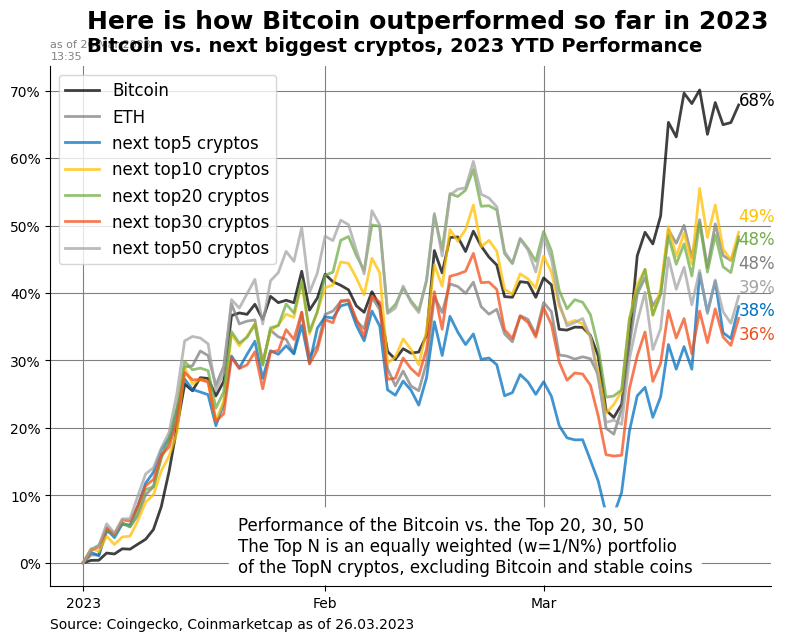 Here is how Bitcoin outperformed so far in 2023
as of
Bitcoin vs. next biggest cryptos, 2023 YTD Performance
13:35
Bitcoin
ETH
next top5 cryptos
next top10 cryptos
next top20 cryptos
next top30 cryptos
next top50 cryptos
70%
60%
50%
40%
30%
20%
10%
0%
68%
49%
48%
48%
39%
38%
33%
Performance of the Bitcoin vs. the Top 20, 30, 50
The Top N is an equally weighted (w=1/N%) portfolio
of the TopN cryptos, excluding Bitcoin and stable coins
2023 Feb Mar
Source: Coingecko, Coinmarketcap as of 26.03.2023